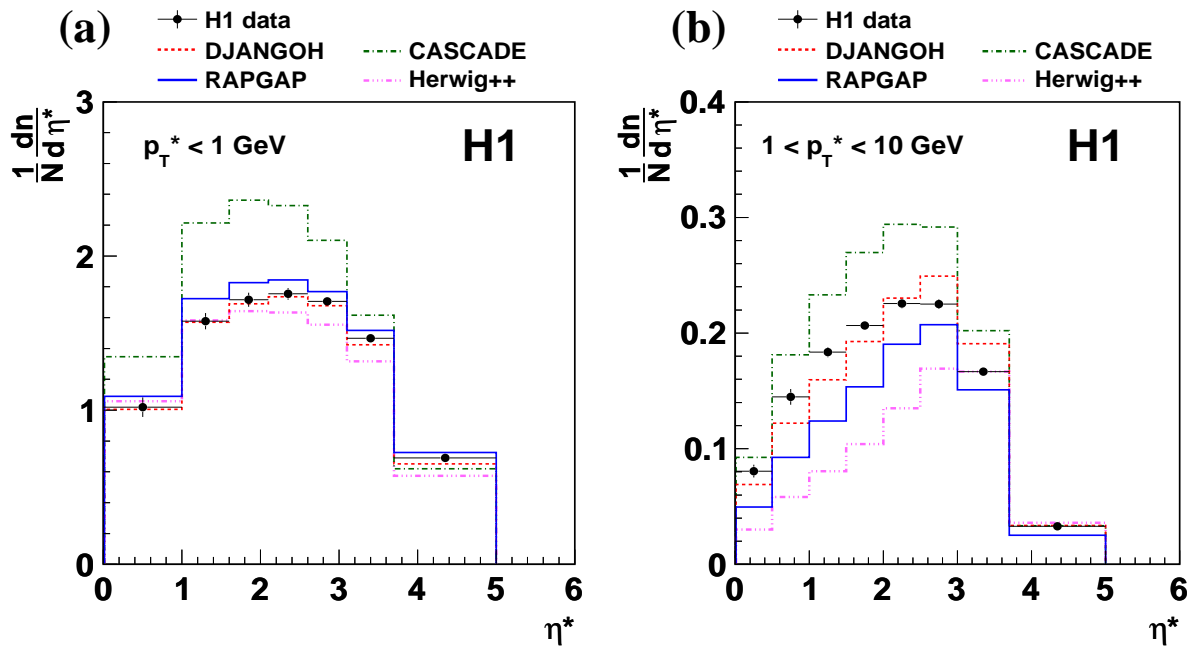 (a)
H1 data
DJANGOH
CASCADE
RAPGAP
Herwig++
1 dn
N d η*
p_T* < 1 GeV
H1
3
2
1
0
0 1 2 3 4 5 6
η*
(b)
H1 data
DJANGOH
CASCADE
RAPGAP
Herwig++
1 dn
N d η*
1 < p_T* < 10 GeV
H1
0.4
0.3
0.2
0.1
0
0 1 2 3 4 5 6
η*